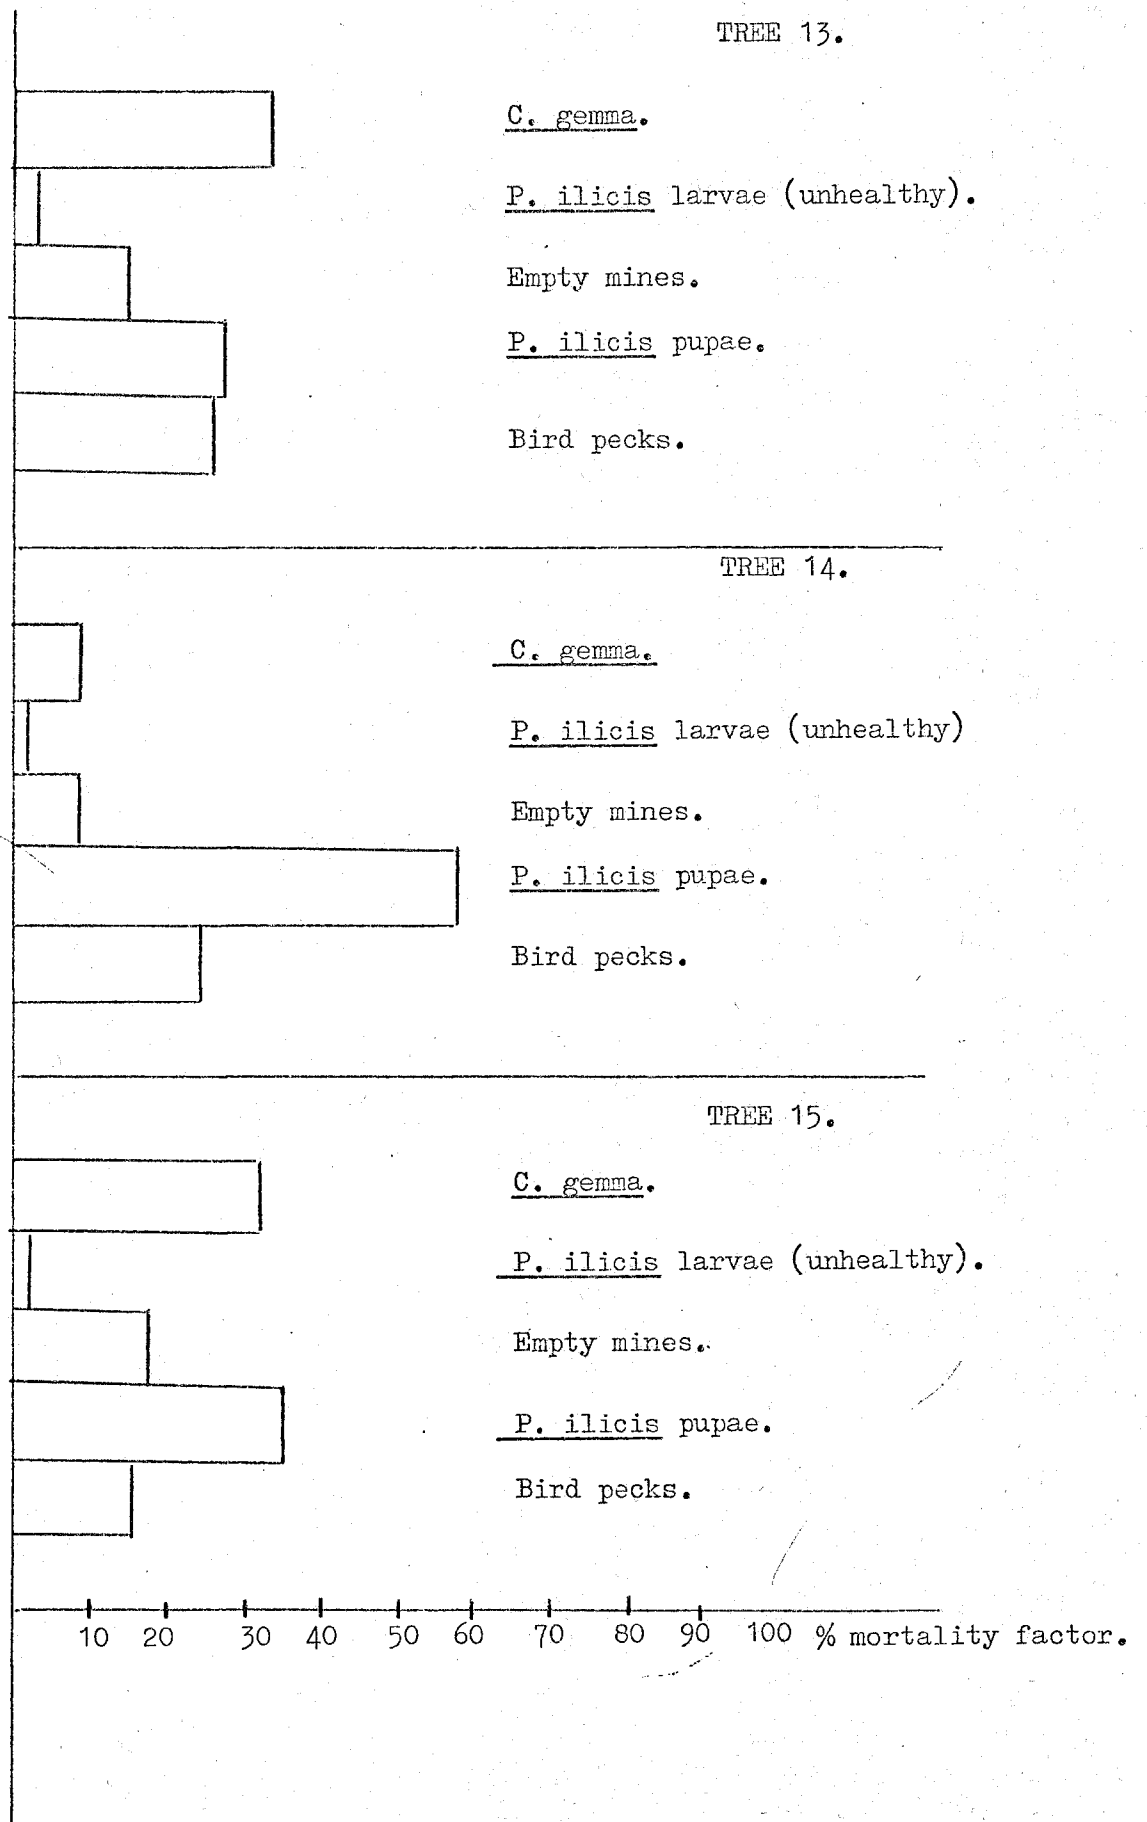 TREE 13.
C. gemma.
P. ilicis larvae (unhealthy).
Empty mines.
P. ilicis pupae.
Bird pecks.
TREE 14.
C. gemma.
P. ilicis larvae (unhealthy)
Empty mines.
P. ilicis pupae.
Bird pecks.
TREE 15.
C. gemma.
P. ilicis larvae (unhealthy).
Empty mines.
P. ilicis pupae.
Bird pecks.
10 20 30 40 50 60 70 80 90 100 % mortality factor.